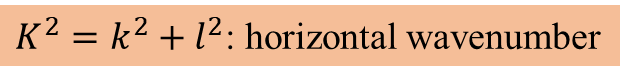 K² = k² + l²: horizontal wavenumber